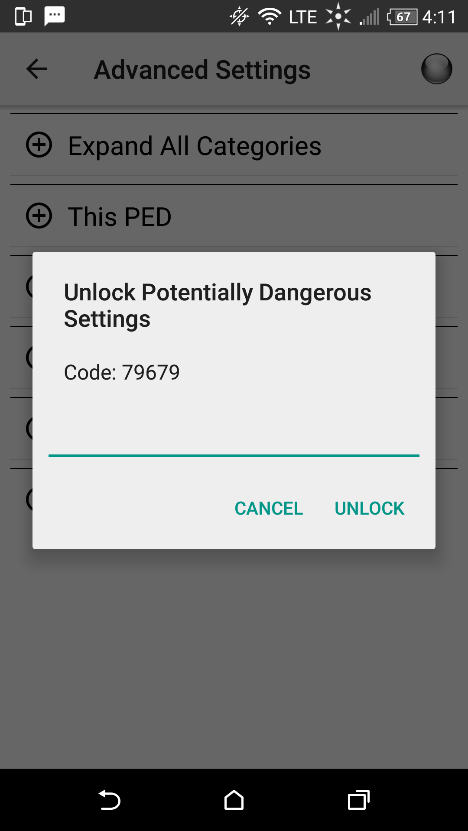 LTE 67 4:11
Advanced Settings
Expand All Categories
This PED
Unlock Potentially Dangerous
Settings
Code: 79679
CANCEL UNLOCK